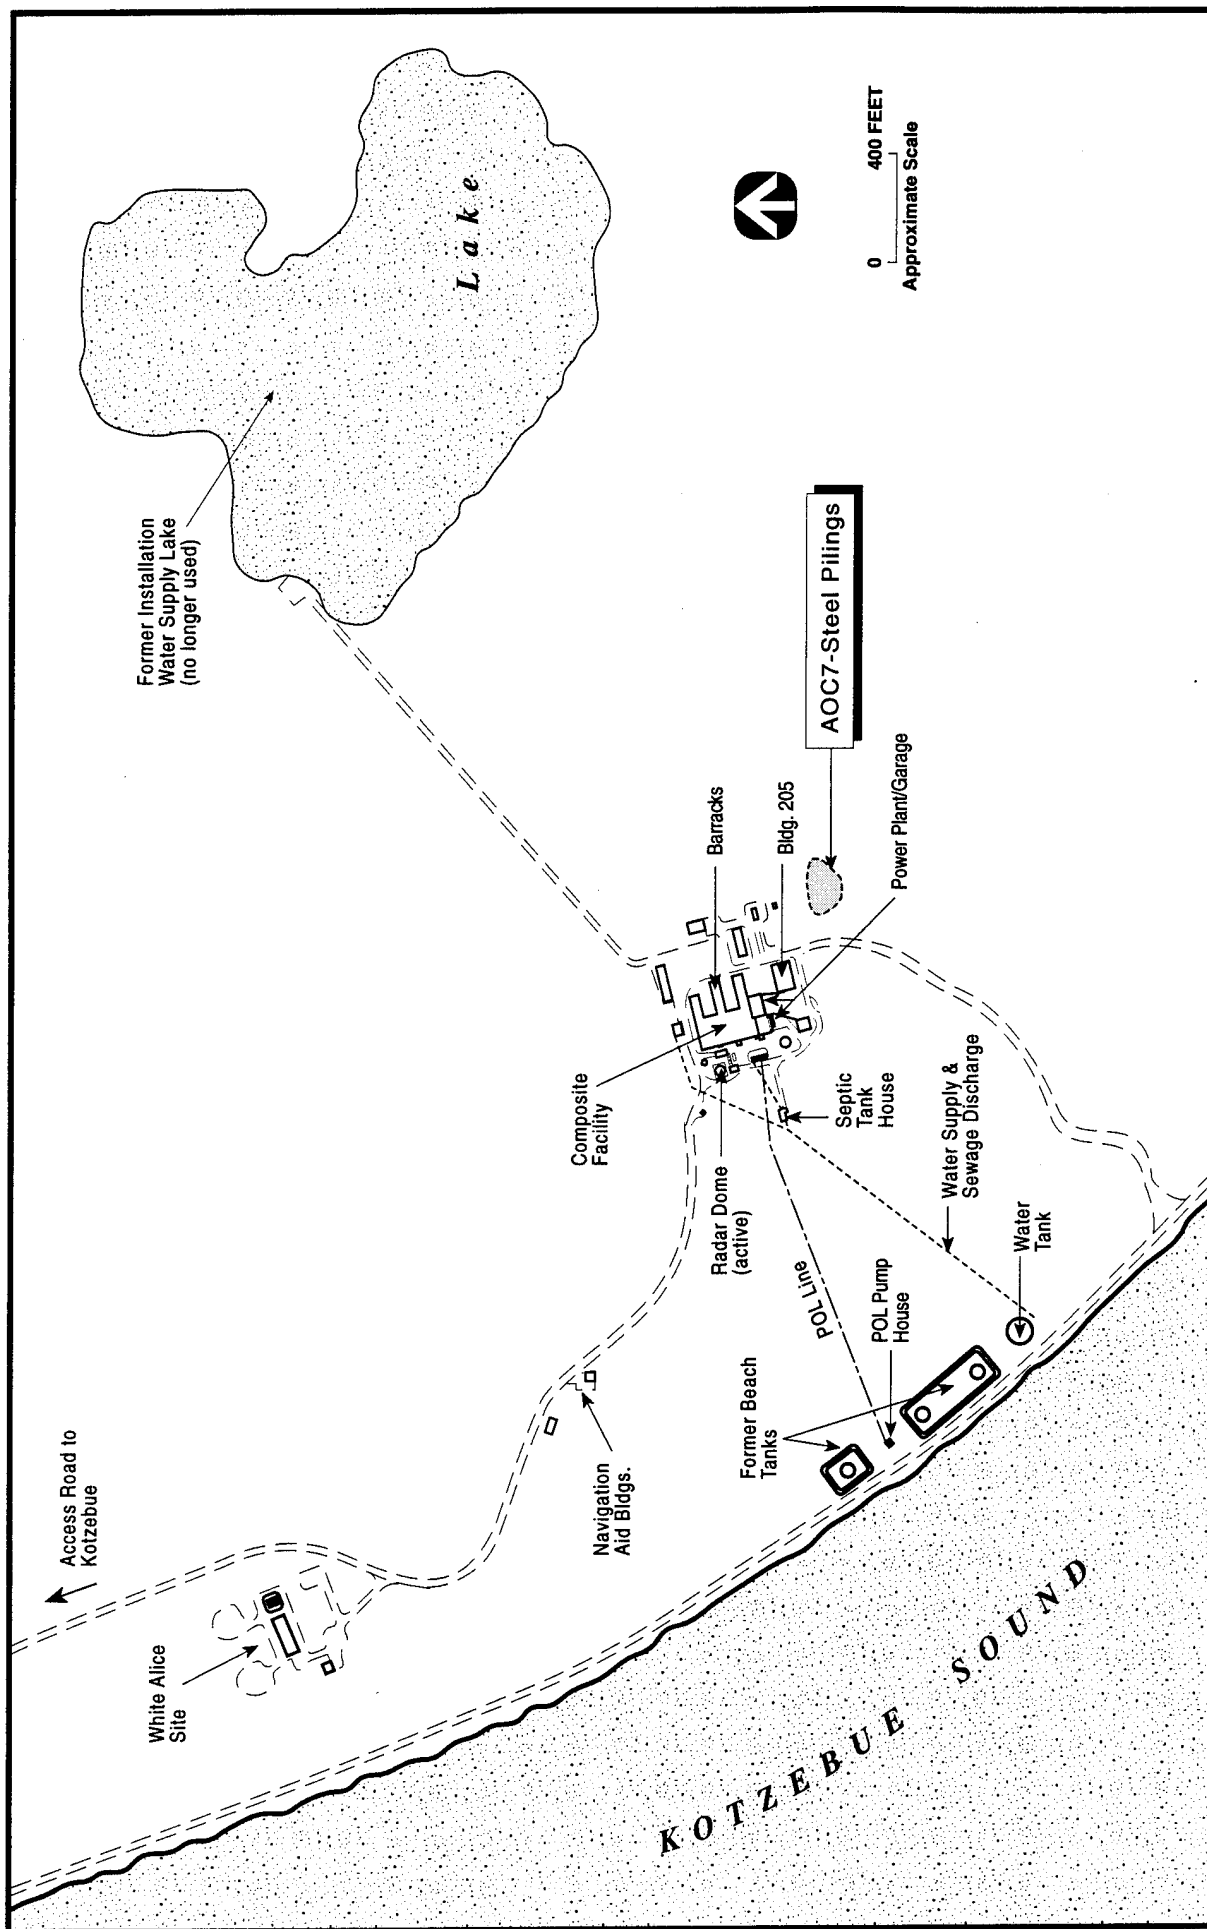 Access Road to
Kotzebue
White Alice
Site
Former Installation
Water Supply Lake
(no longer used)
Lake
Navigation
Aid Bldgs.
Composite
Facility
Barracks
Radar Dome
(active)
Bldg. 205
AOC7-Steel Pilings
Power Plant/Garage
Septic
Tank
House
POL Line
Former Beach
Tanks
POL Pump
House
Water Supply &
Sewage Discharge
Water
Tank
KOTZEBUE SOUND
0 400 FEET
Approximate Scale